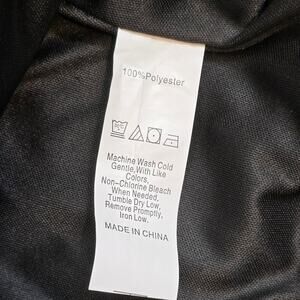 100%Polyester
Machine Wash Cold
Gentle,With Like
Colors,
Non-Chlorine Bleach
When Needed.
Tumble Dry Low,
Remove Promptly,
Iron Low.
MADE IN CHINA